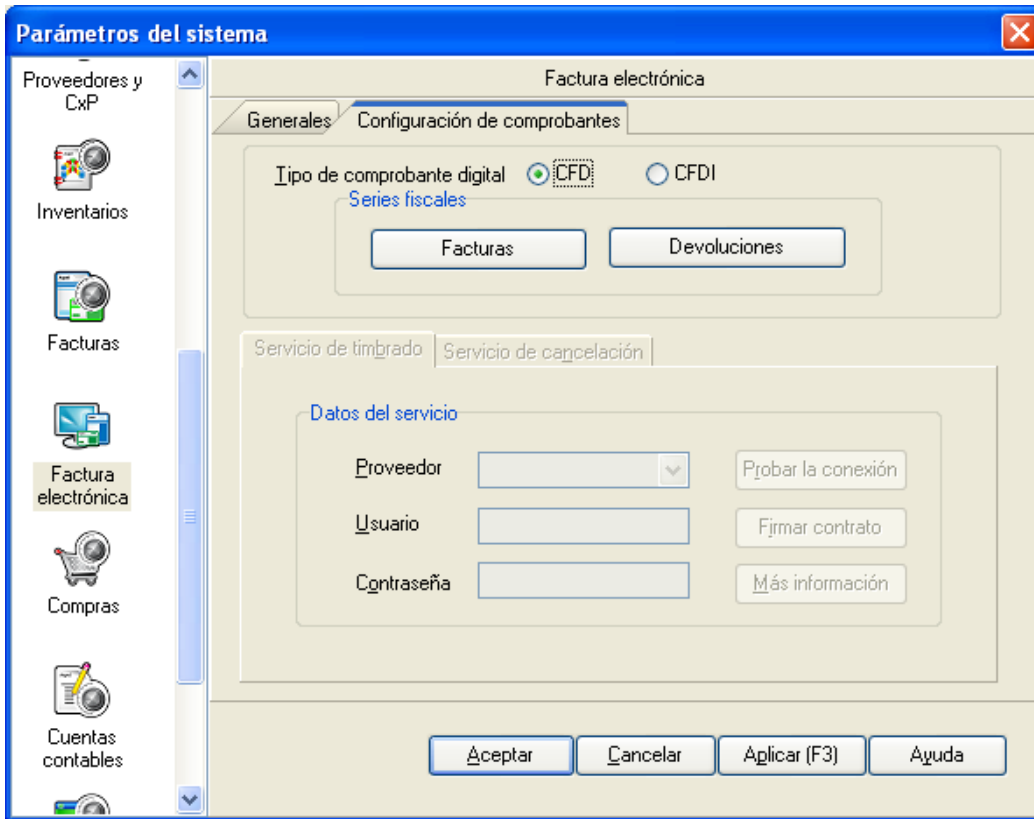 Parámetros del sistema
Proveedores y
CxP
Inventarios
Facturas
Factura
electrónica
Compras
Cuentas
contables
Factura electrónica
Generales
Configuración de comprobantes
Tipo de comprobante digital
CFD
CFDI
Series fiscales
Facturas
Devoluciones
Servicio de timbrado
Servicio de cancelación
Datos del servicio
Proveedor
Probar la conexión
Usuario
Firmar contrato
Contraseña
Más información
Aceptar
Cancelar
Aplicar (F3)
Ayuda